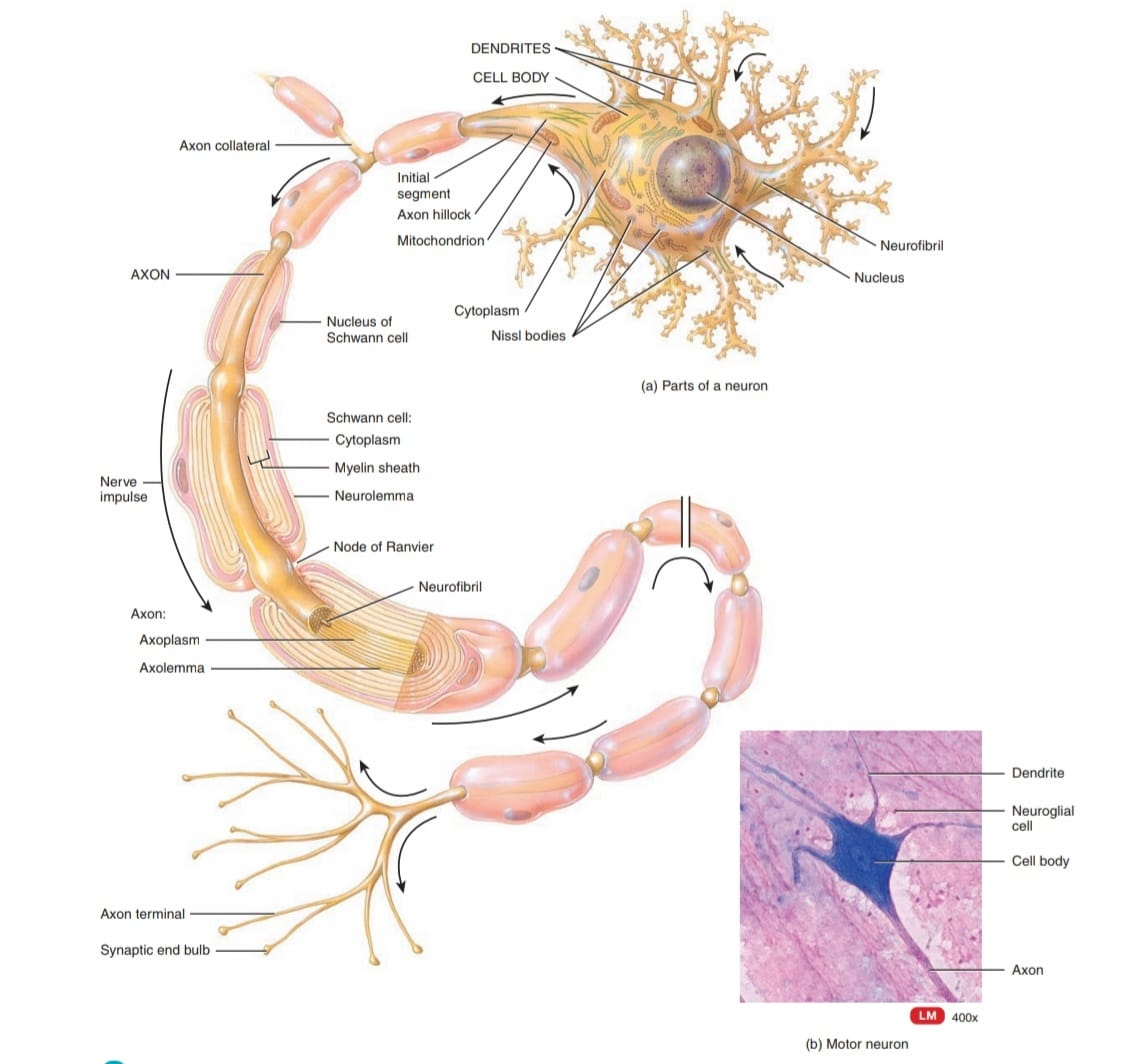 DENDRITES
CELL BODY
Axon collateral
Initial
segment
Axon hillock
Mitochondrion
Neurofibril
Nucleus
AXON
Cytoplasm
Nissl bodies
Nucleus of
Schwann cell
(a) Parts of a neuron
Schwann cell:
Cytoplasm
Myelin sheath
Neurolemma
Nerve
impulse
Node of Ranvier
Neurofibril
Axon:
Axoplasm
Axolemma
Dendrite
Neuroglial
cell
Cell body
Axon terminal
Synaptic end bulb
Axon
LM 400x
(b) Motor neuron